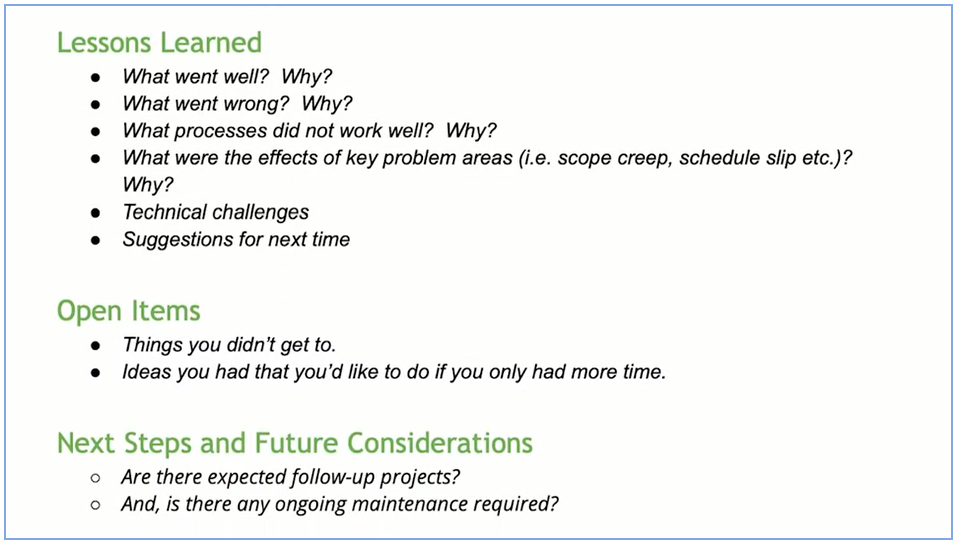 Lessons Learned
● What went well?  Why?
● What went wrong?  Why?
● What processes did not work well?  Why?
● What were the effects of key problem areas (i.e. scope creep, schedule slip etc.)?
Why?
● Technical challenges
● Suggestions for next time
Open Items
● Things you didn’t get to.
● Ideas you had that you’d like to do if you only had more time.
Next Steps and Future Considerations
○ Are there expected follow-up projects?
○ And, is there any ongoing maintenance required?